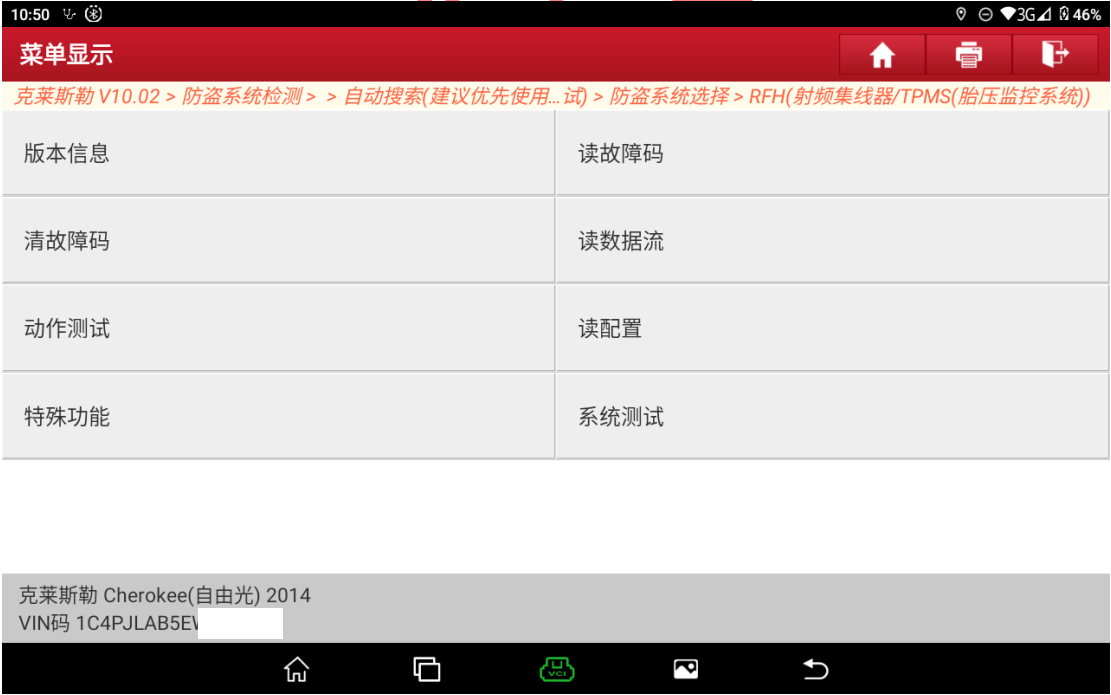 10:50 3G 46%
菜单显示
克莱斯勒 V10.02 > 防盗系统检测 > > 自动搜索(建议优先使用...试) > 防盗系统选择 > RFH(射频集线器/TPMS(胎压监控系统))
版本信息 读故障码
清故障码 读数据流
动作测试 读配置
特殊功能 系统测试
克莱斯勒 Cherokee(自由光) 2014
VIN码 1C4PJLAB5E
VCI